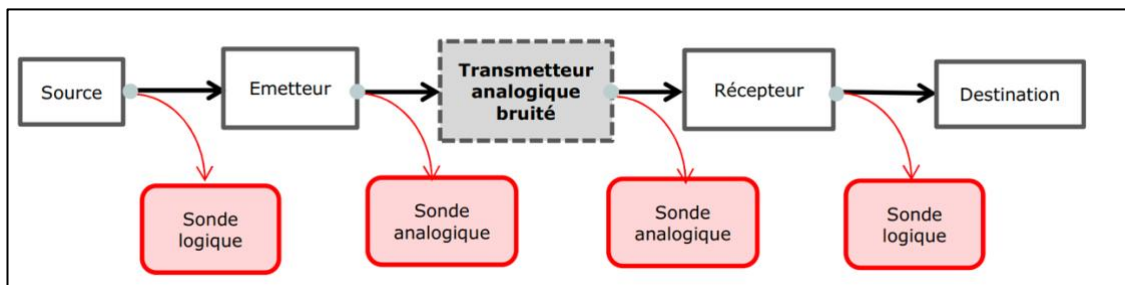 Source
Emetteur
Transmetteur
analogique
bruité
Récepteur
Destination
Sonde
logique
Sonde
analogique
Sonde
analogique
Sonde
logique